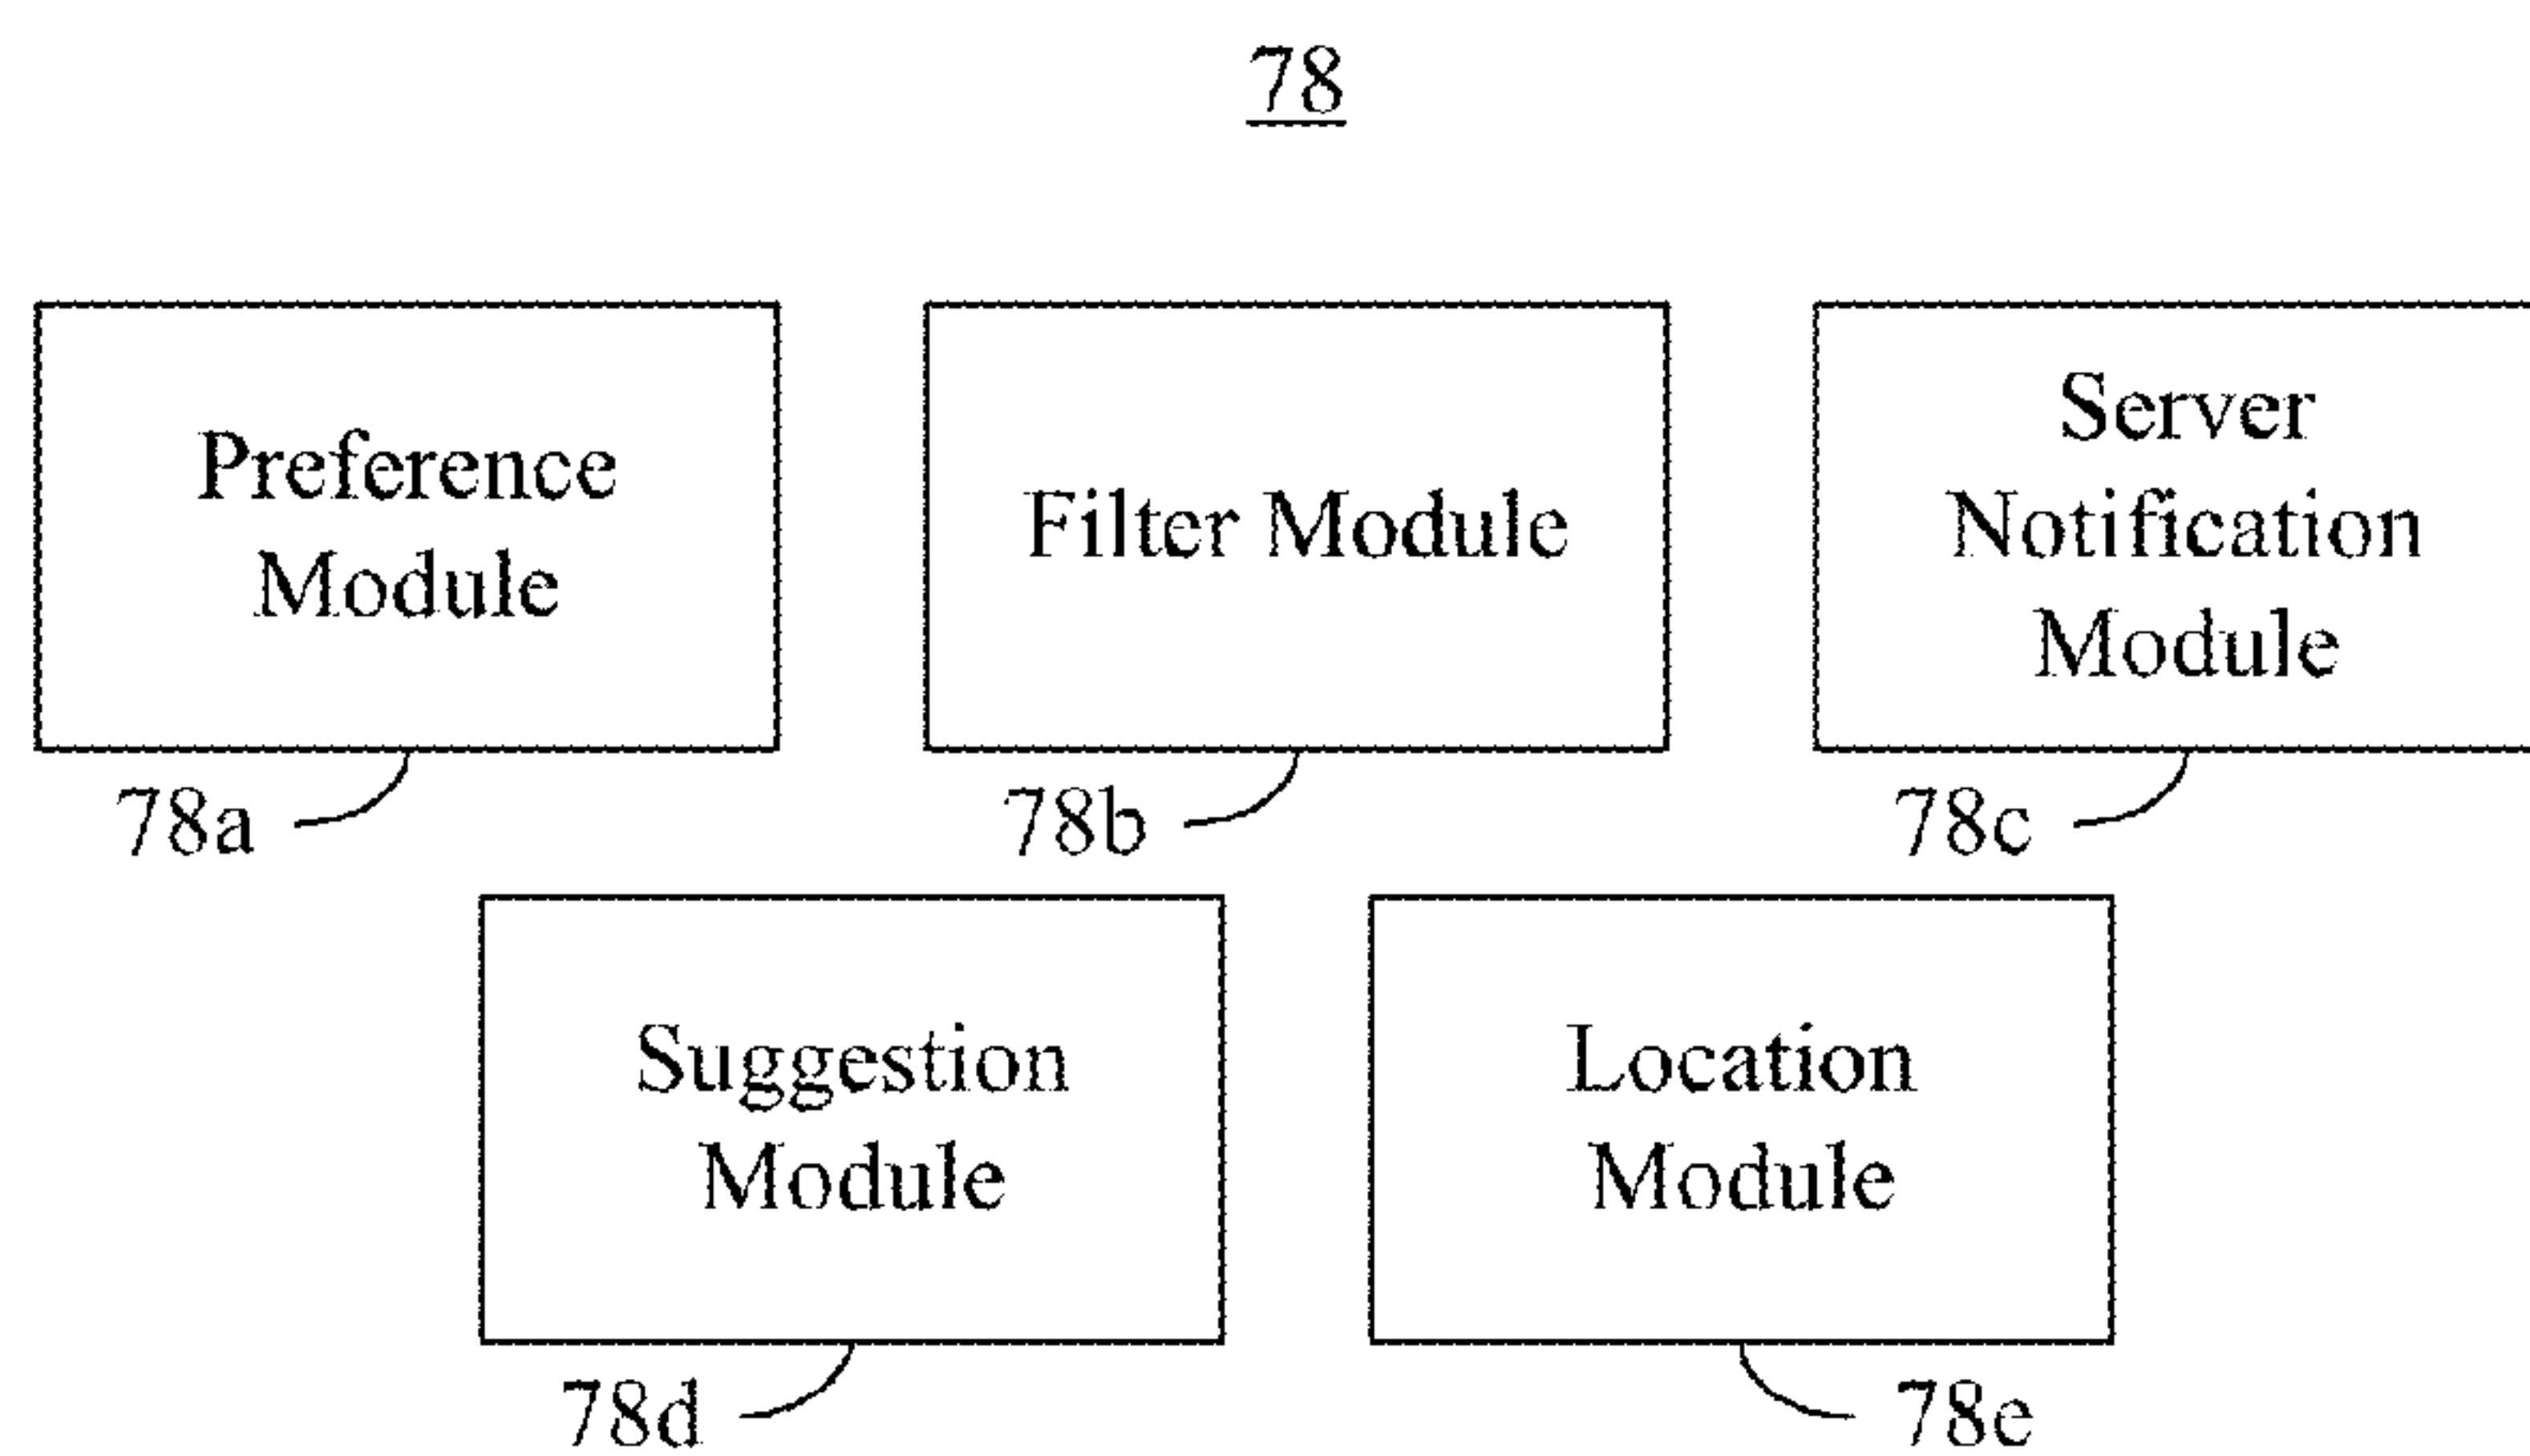 78
Preference
Module
Filter Module
Server
Notification
Module
78a
78b
78c
Suggestion
Module
Location
Module
78d
78e